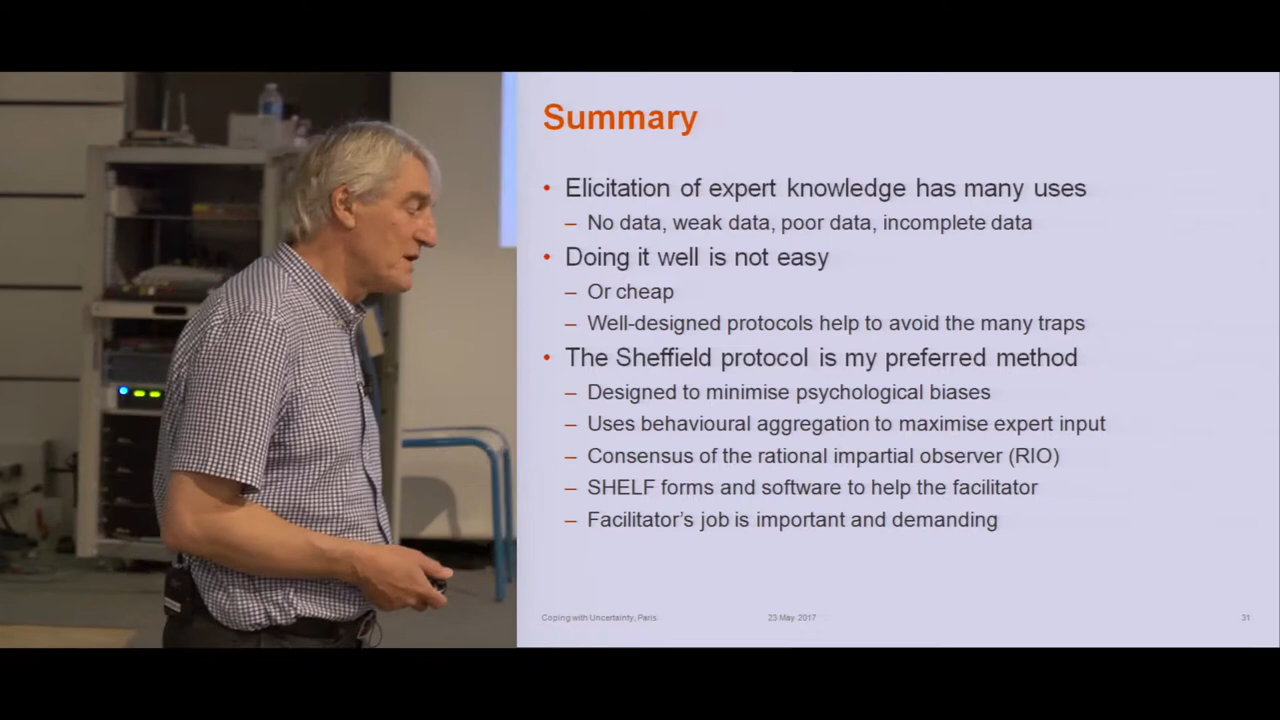 Summary
• Elicitation of expert knowledge has many uses
– No data, weak data, poor data, incomplete data
• Doing it well is not easy
– Or cheap
– Well-designed protocols help to avoid the many traps
• The Sheffield protocol is my preferred method
– Designed to minimise psychological biases
– Uses behavioural aggregation to maximise expert input
– Consensus of the rational impartial observer (RIO)
– SHELF forms and software to help the facilitator
– Facilitator's job is important and demanding
Coping with Uncertainty, Paris
23 May 2017
31